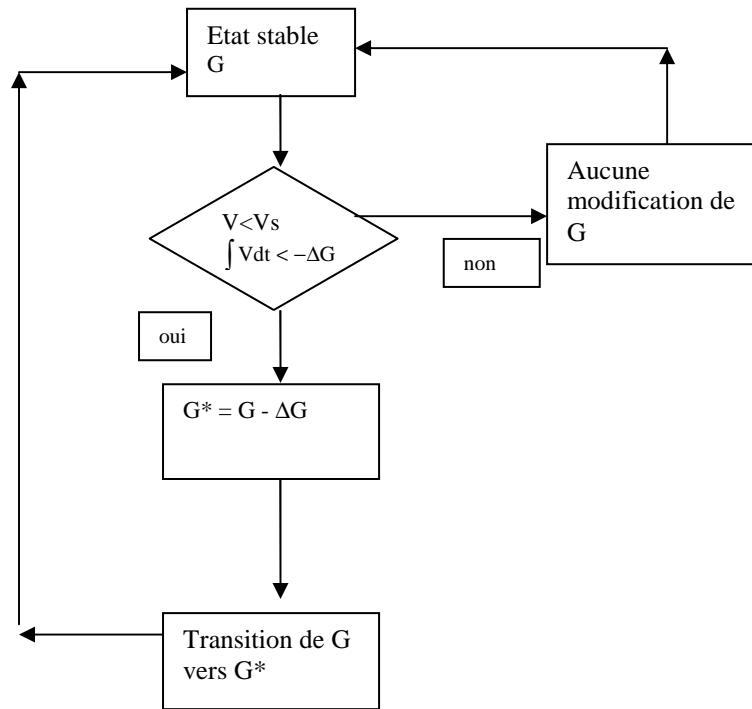 Etat stable
G
Aucune
modification de
G
V<Vs
∫Vdt < −ΔG
non
oui
G* = G - ΔG
Transition de G
vers G*